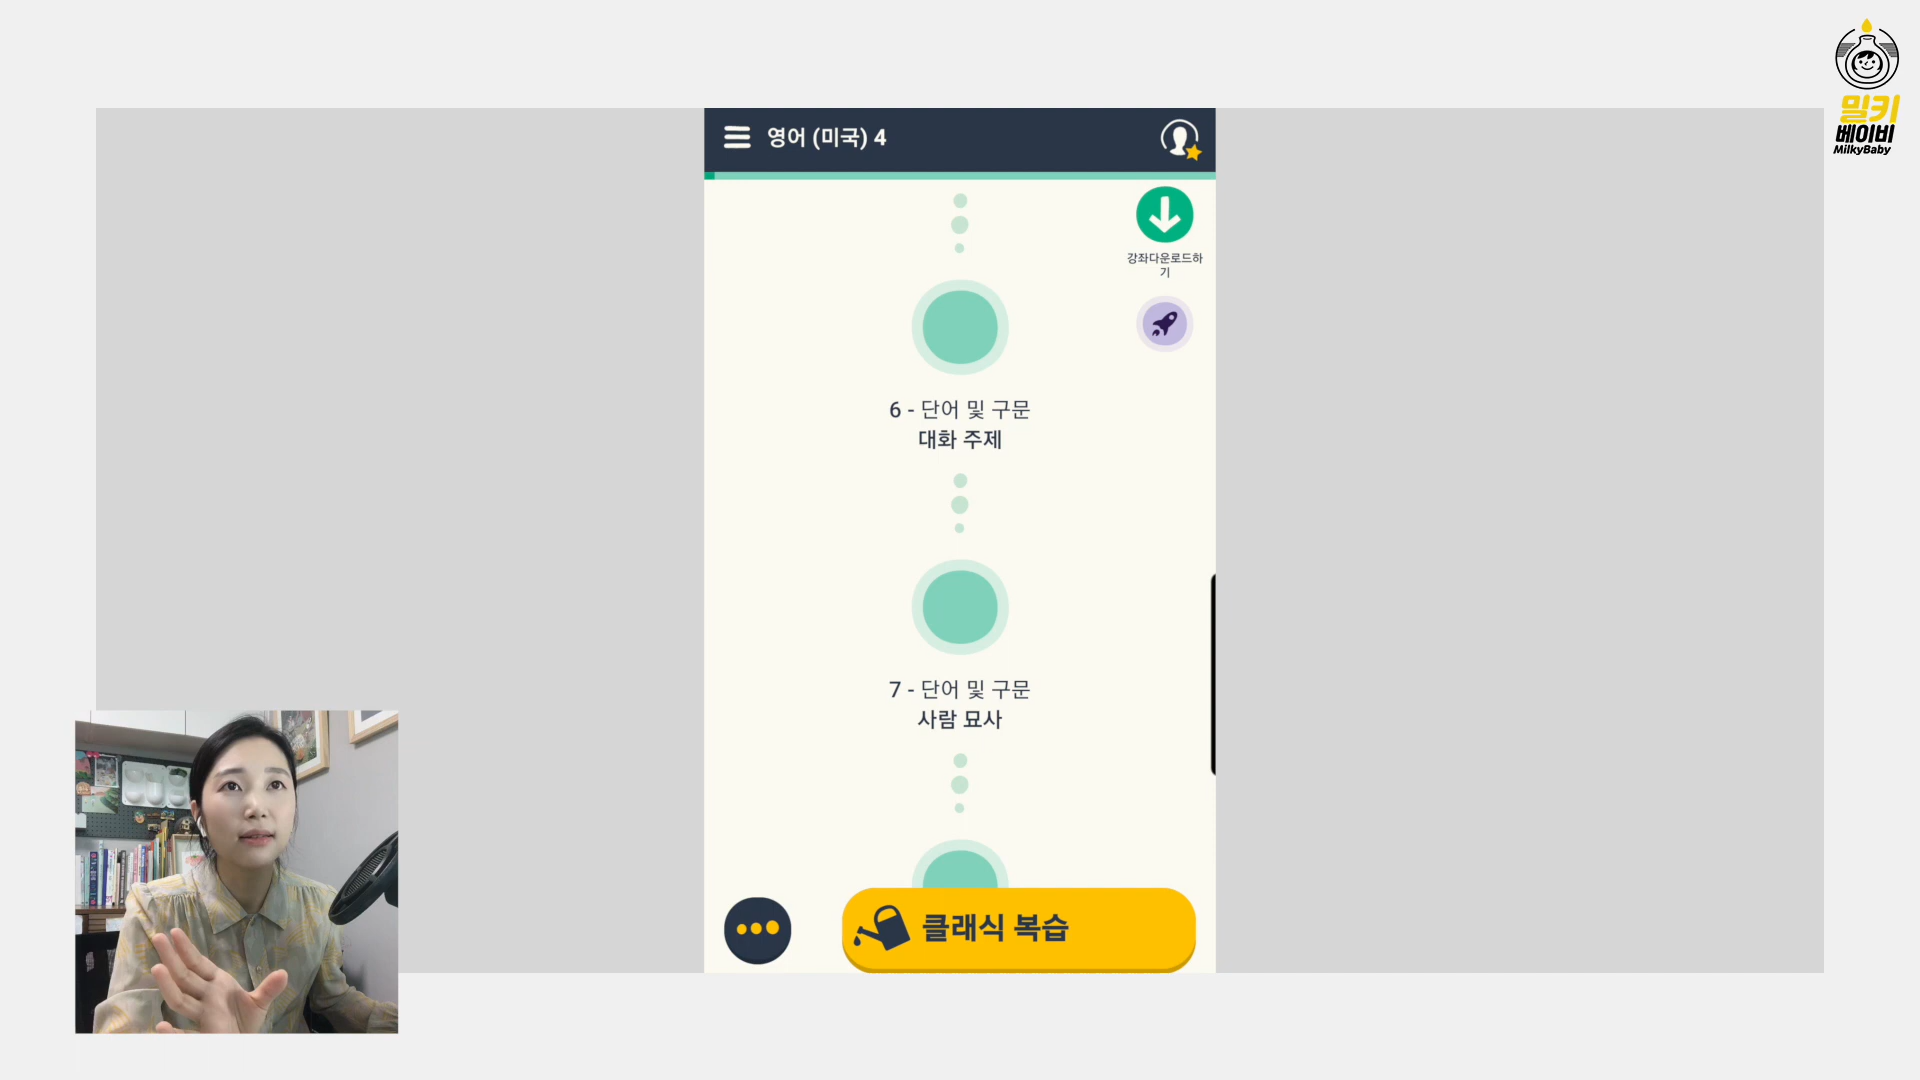 밀키
베이비
MilkyBaby
영어 (미국) 4
강좌다운로드하
기
6 - 단어 및 구문
대화 주제
7 - 단어 및 구문
사람 묘사
클래식 복습